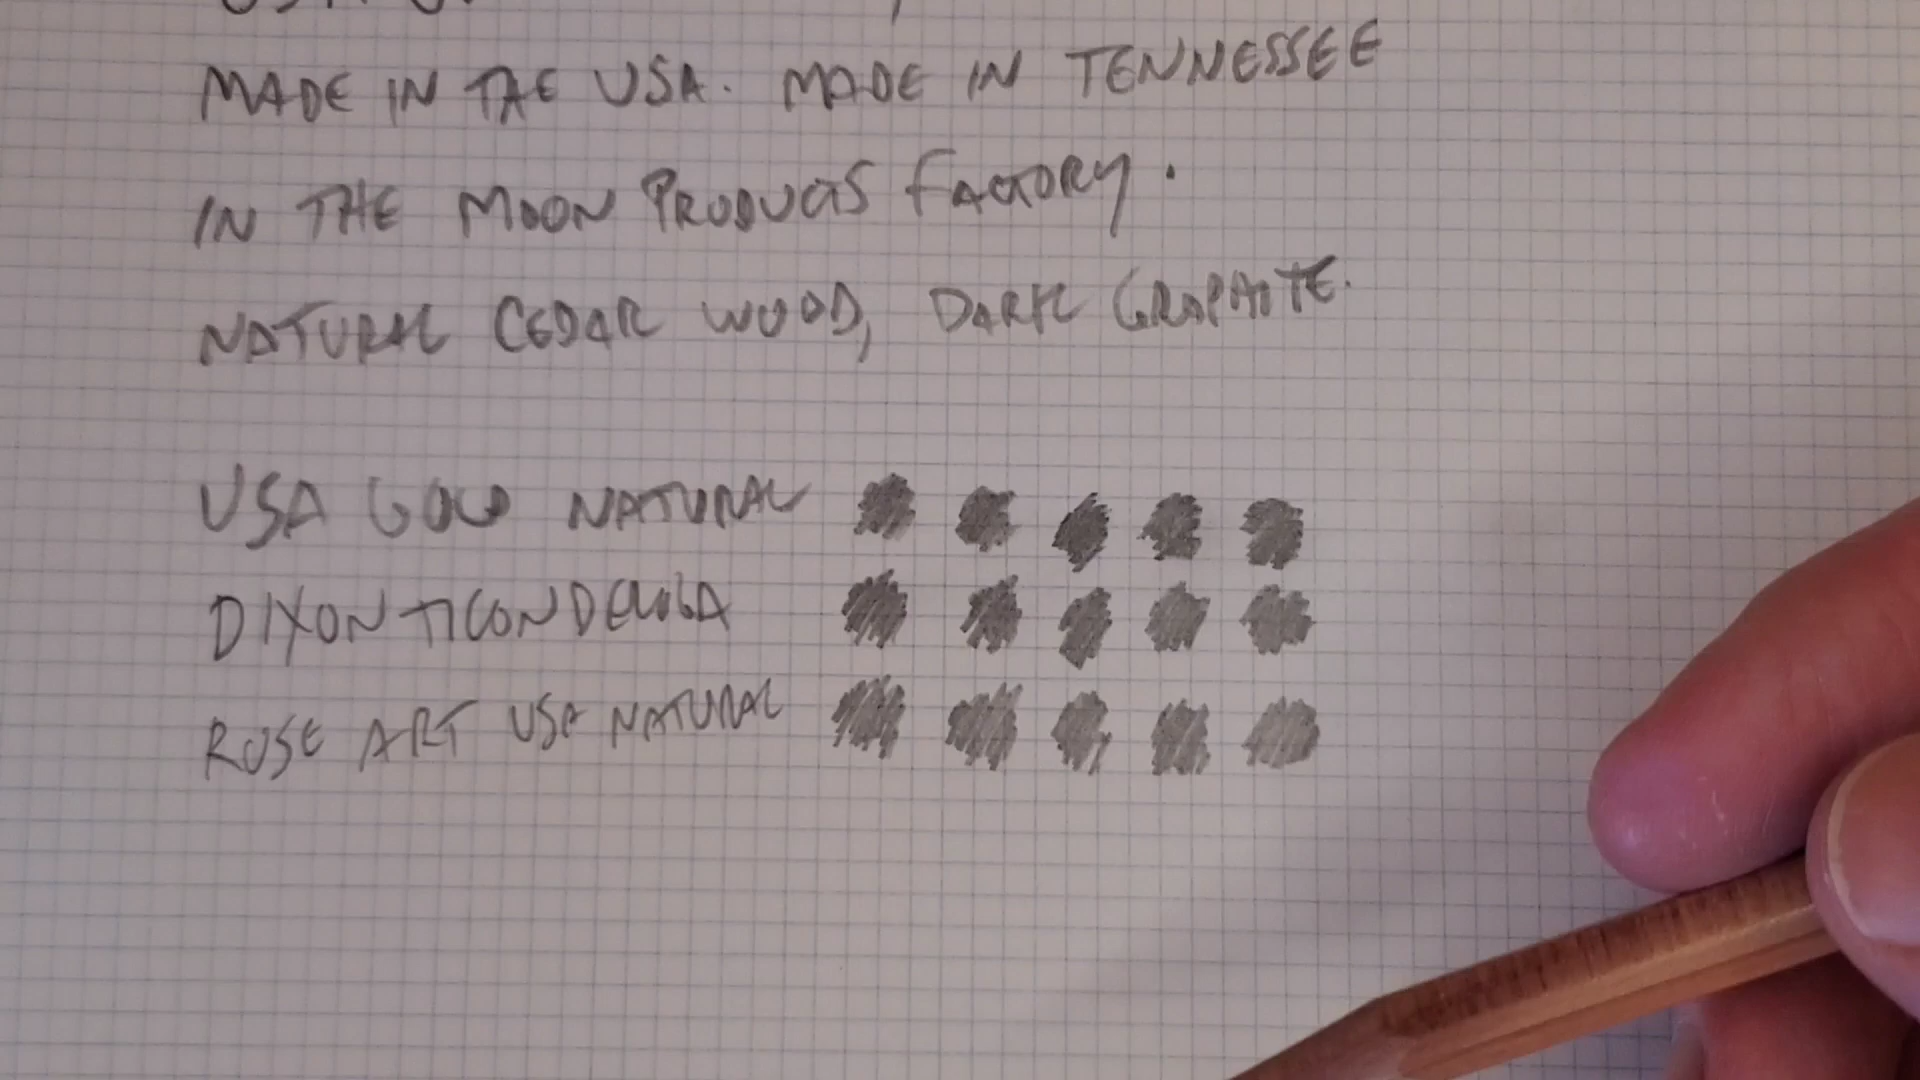 MADE IN THE USA. MADE IN TENNESSEE
IN THE MOON PRODUCTS FACTORY.
NATURAL CEDAR WOOD, DARK GRAPHITE.
USA GOLD NATURAL
DIXON TICONDEROGA
ROSE ART USA NATURAL